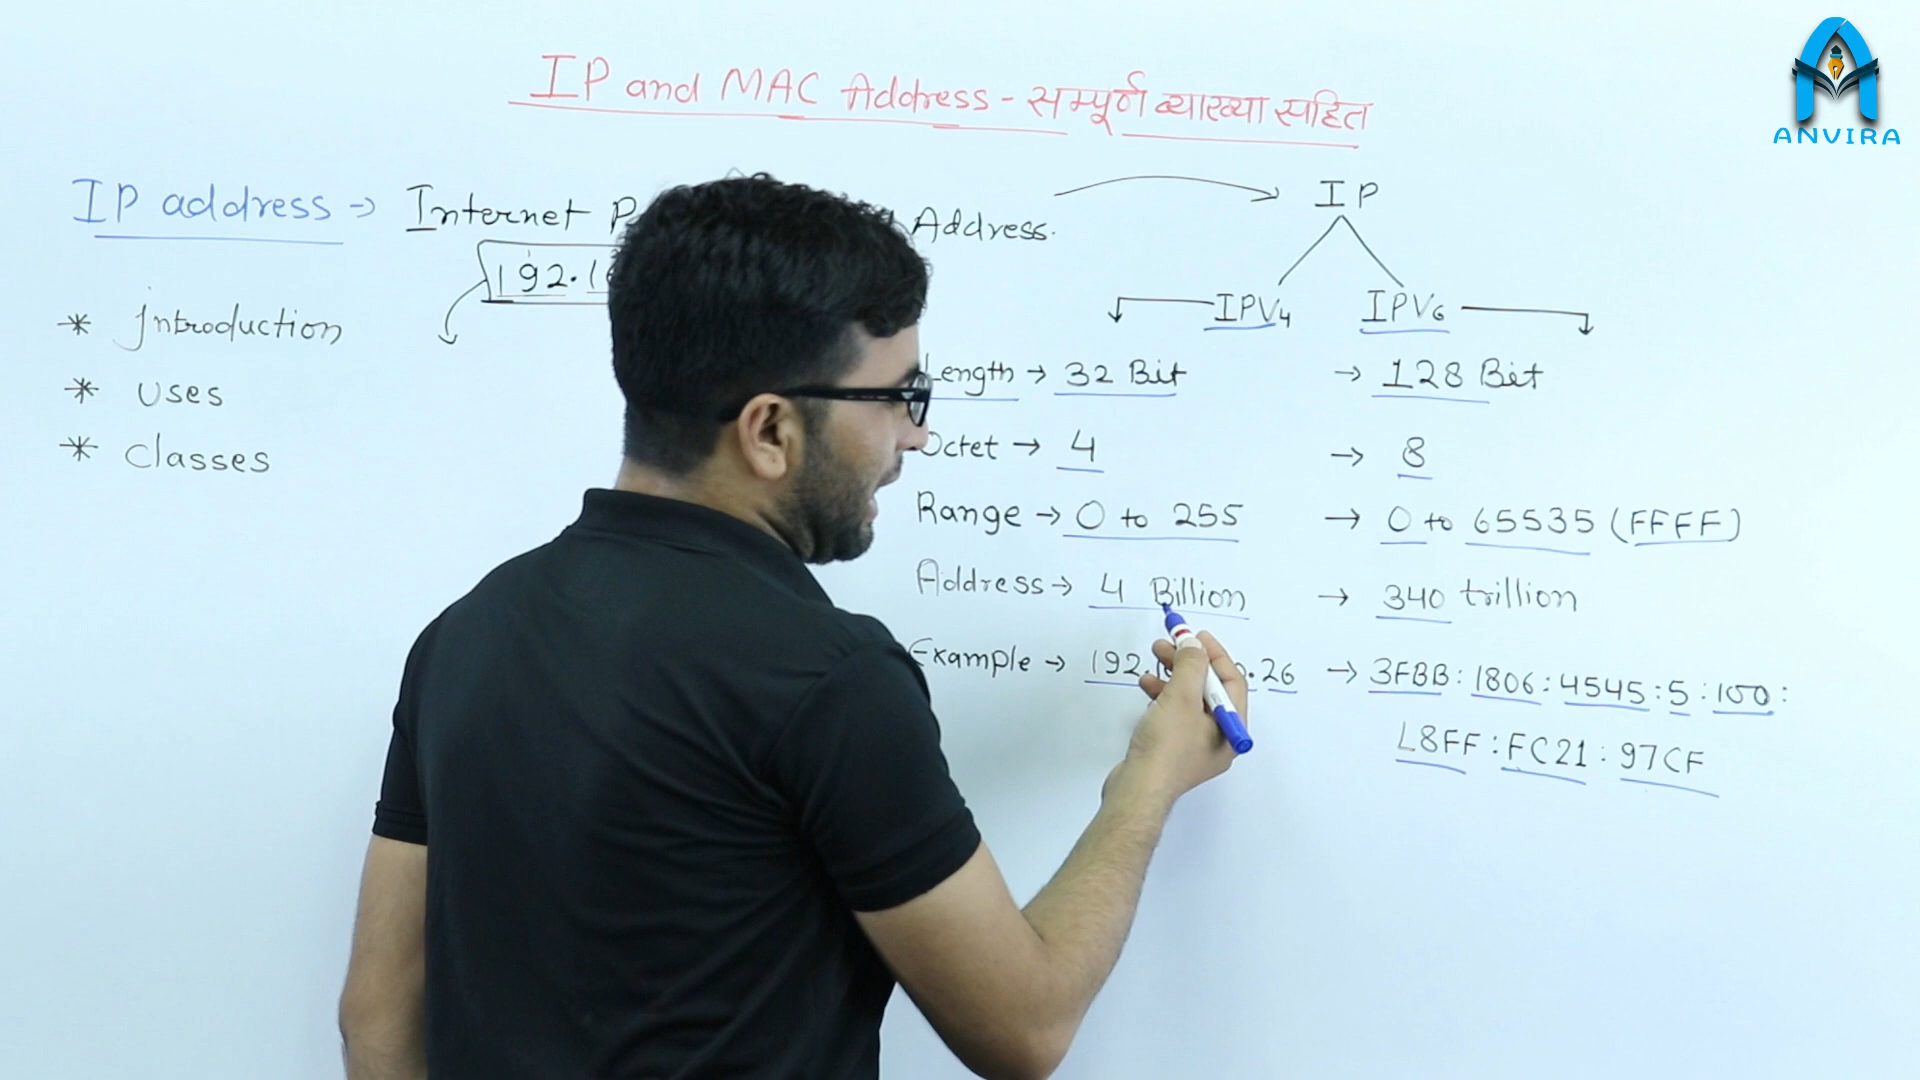 IP and MAC Address - सम्पूर्ण व्याख्या सहित
ANVIRA
IP address → Internet Address.
192.
* Introduction
* Uses
* Classes
IP
IPV4 IPV6
Length → 32 Bit → 128 Bit
Octet → 4 → 8
Range → 0 to 255 → 0 to 65535 (FFFF)
Address → 4 Billion → 340 trillion
Example → 192. .26 → 3FBB : 1806 : 4545 : 5 : 100 :
L8FF : FC21 : 97CF